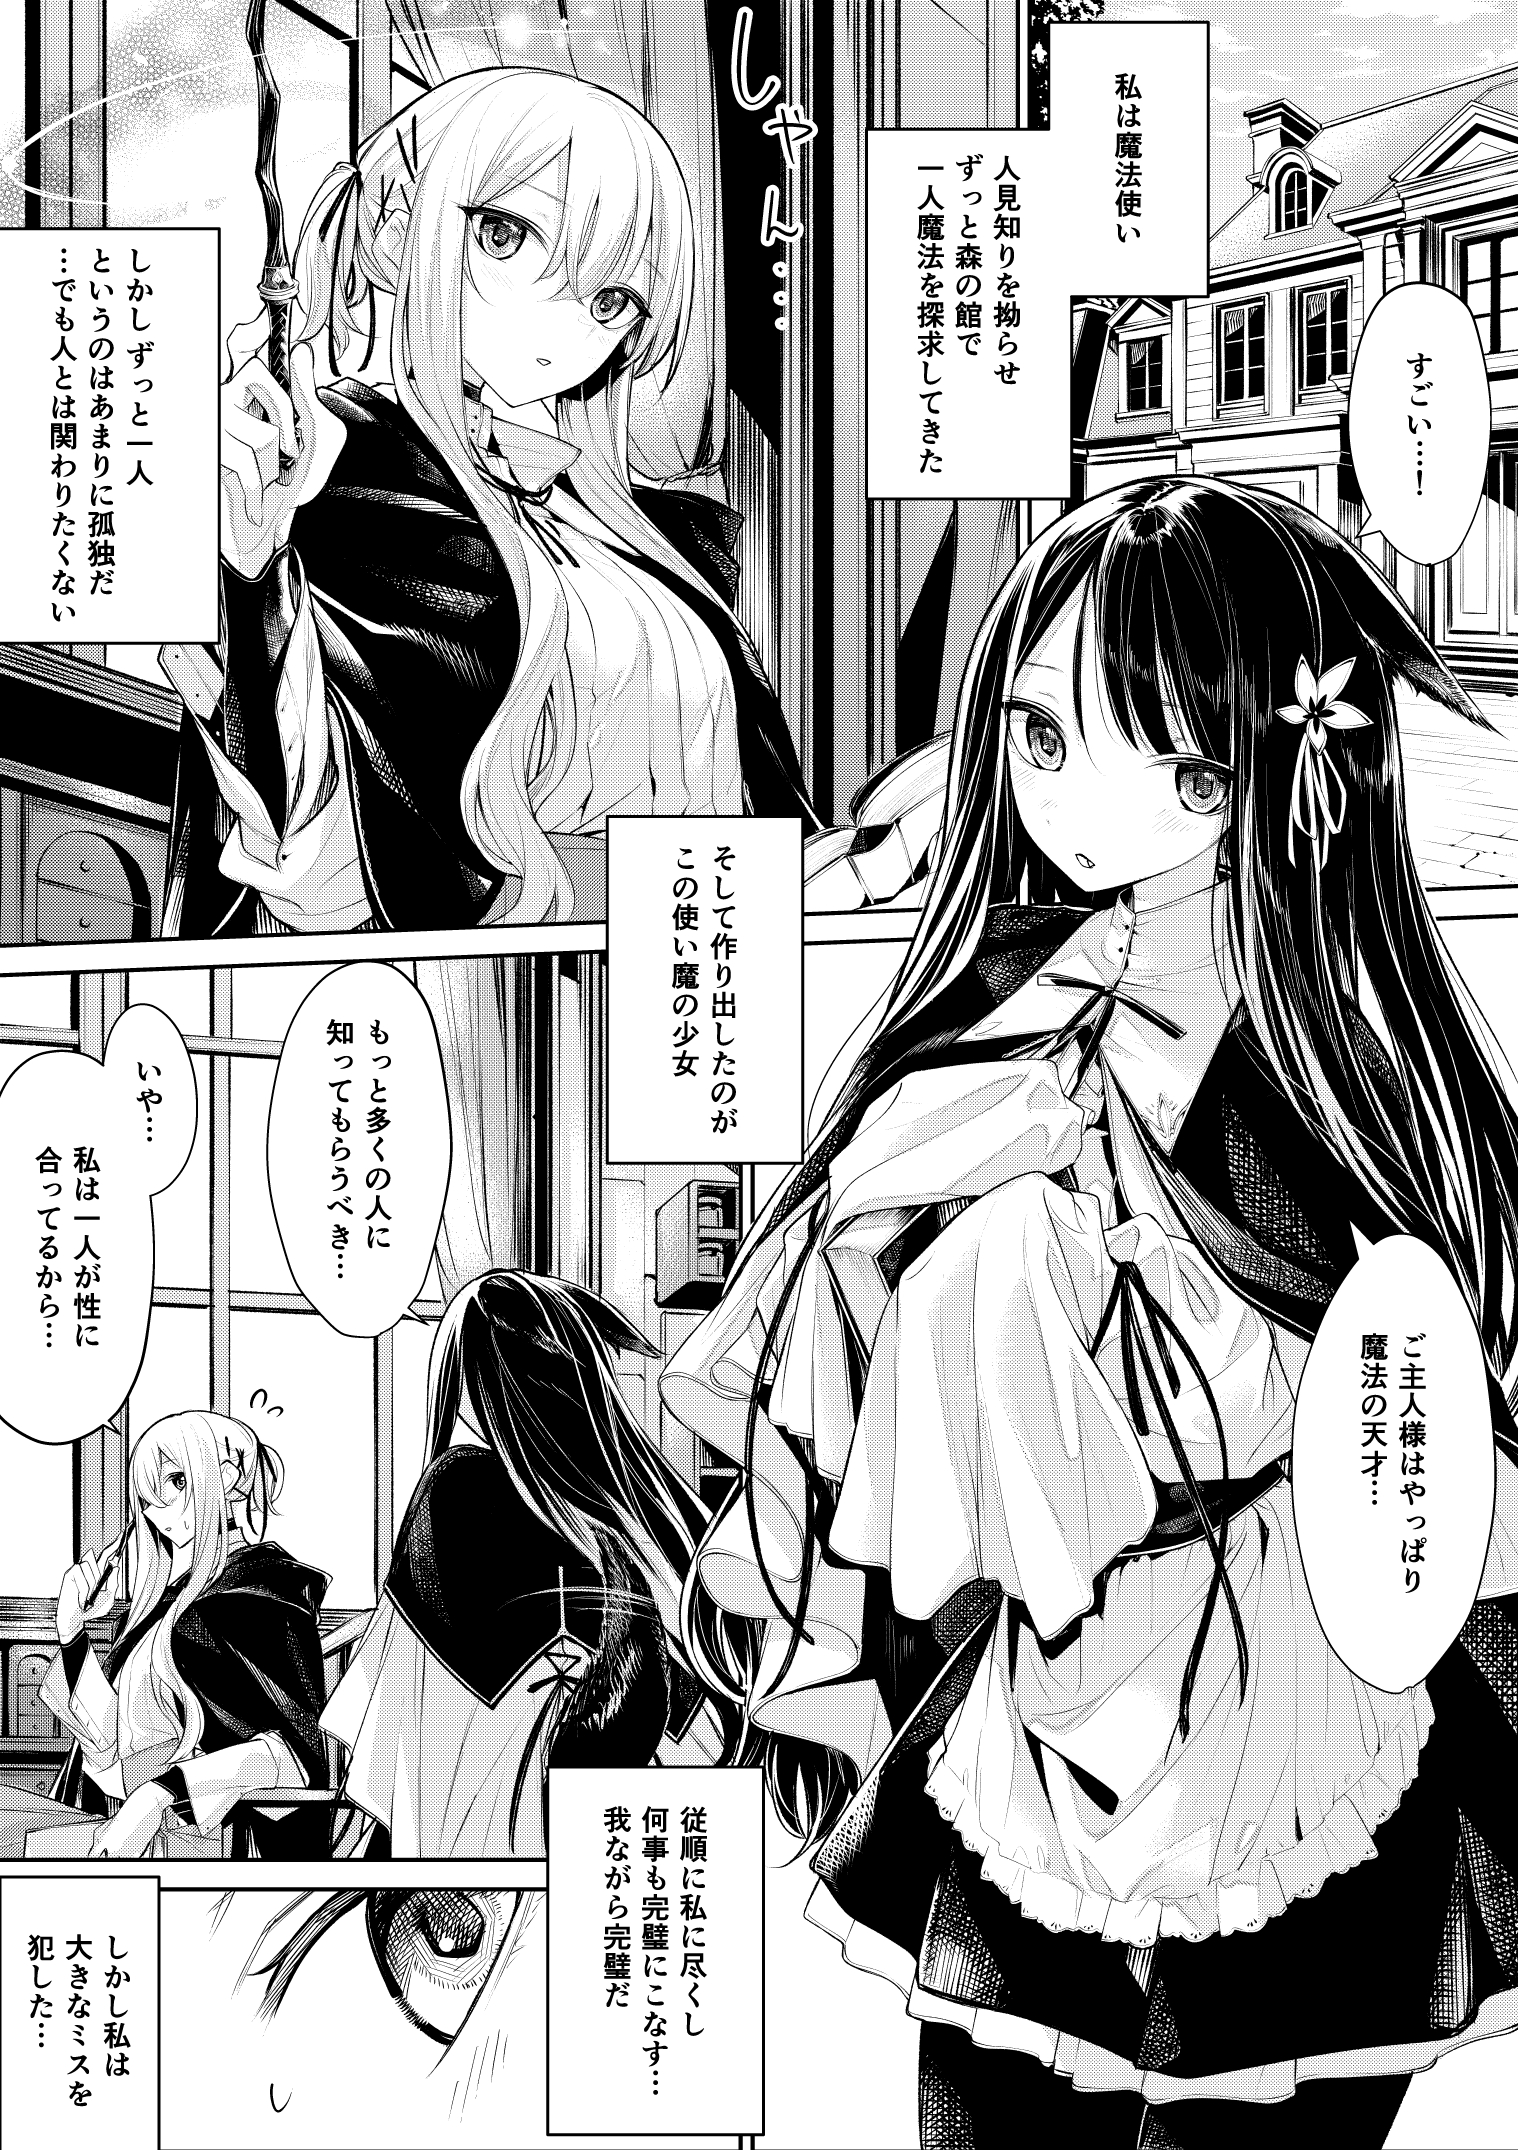 私は魔法使い
人見知りを拗らせ
ずっと森の館で
一人魔法を探求してきた
しゃん…
しかしずっと一人
というのはあまりに孤独だ
…でも人とは関わりたくない
すごい…！
そして作り出したのが
この使い魔の少女
ご主人様はやっぱり
魔法の天才…
もっと多くの人に
知ってもらうべき…
いや…
私は一人が性に
合ってるから…
従順に私に尽くし
何事も完璧にこなす…
我ながら完璧だ
しかし私は
大きなミスを
犯した…